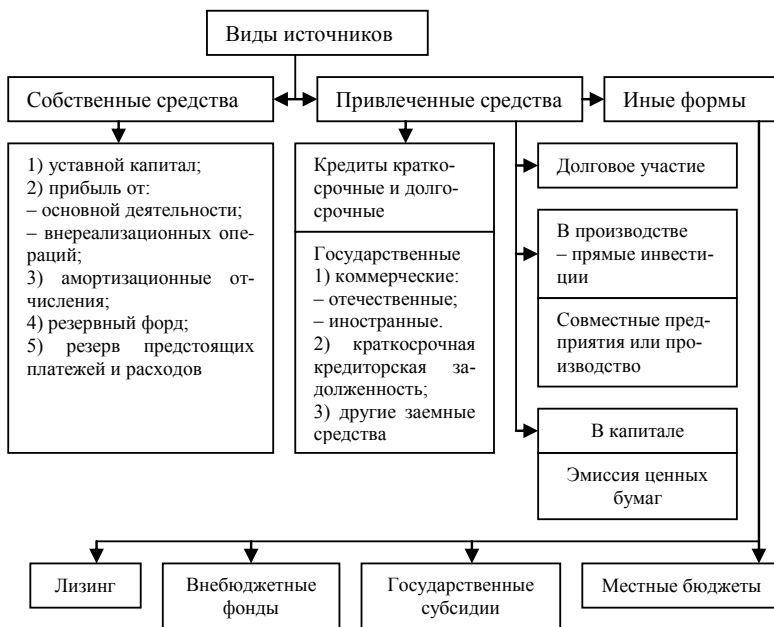 Виды источников
Собственные средства
Привлеченные средства
Иные формы
1) уставной капитал;
2) прибыль от:
– основной деятельности;
– внереализационных опе-
раций;
3) амортизационные от-
числения;
4) резервный форд;
5) резерв предстоящих
платежей и расходов
Кредиты кратко-
срочные и долго-
срочные
Государственные
1) коммерческие:
– отечественные;
– иностранные.
2) краткосрочная
кредиторская за-
долженность;
3) другие заемные
средства
Долговое участие
В производстве
– прямые инвести-
ции
Совместные пред-
приятия или про-
изводство
В капитале
Эмиссия ценных
бумаг
Лизинг
Внебюджетные
фонды
Государственные
субсидии
Местные бюджеты